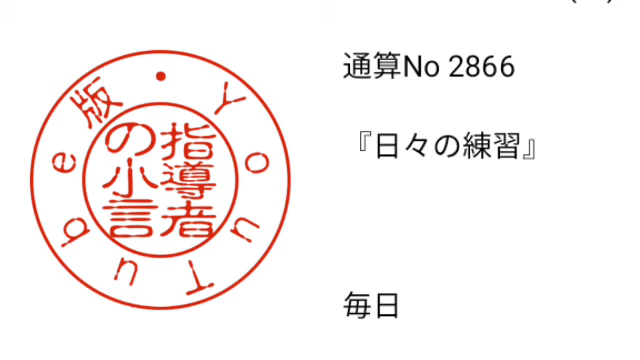 YouTube版・
指導者
の小言
通算No 2866
『日々の練習』
毎日